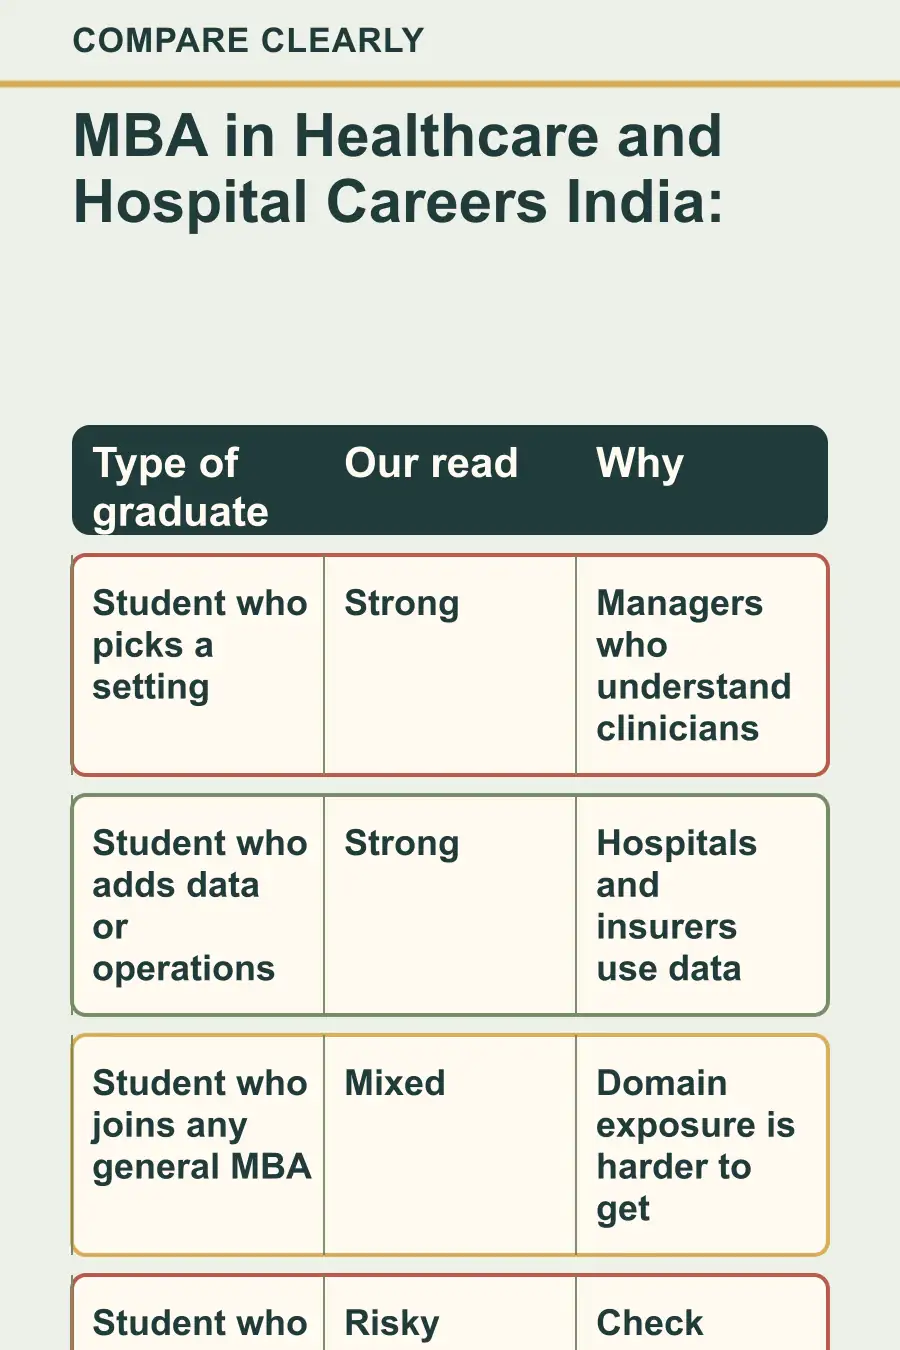 COMPARE CLEARLY
MBA in Healthcare and
Hospital Careers India:
Type of
graduate
Our read
Why
Student who
picks a
setting
Strong
Managers
who
understand
clinicians
Student who
adds data
or
operations
Strong
Hospitals
and
insurers
use data
Student who
joins any
general MBA
Mixed
Domain
exposure is
harder to
get
Student who
Risky
Check